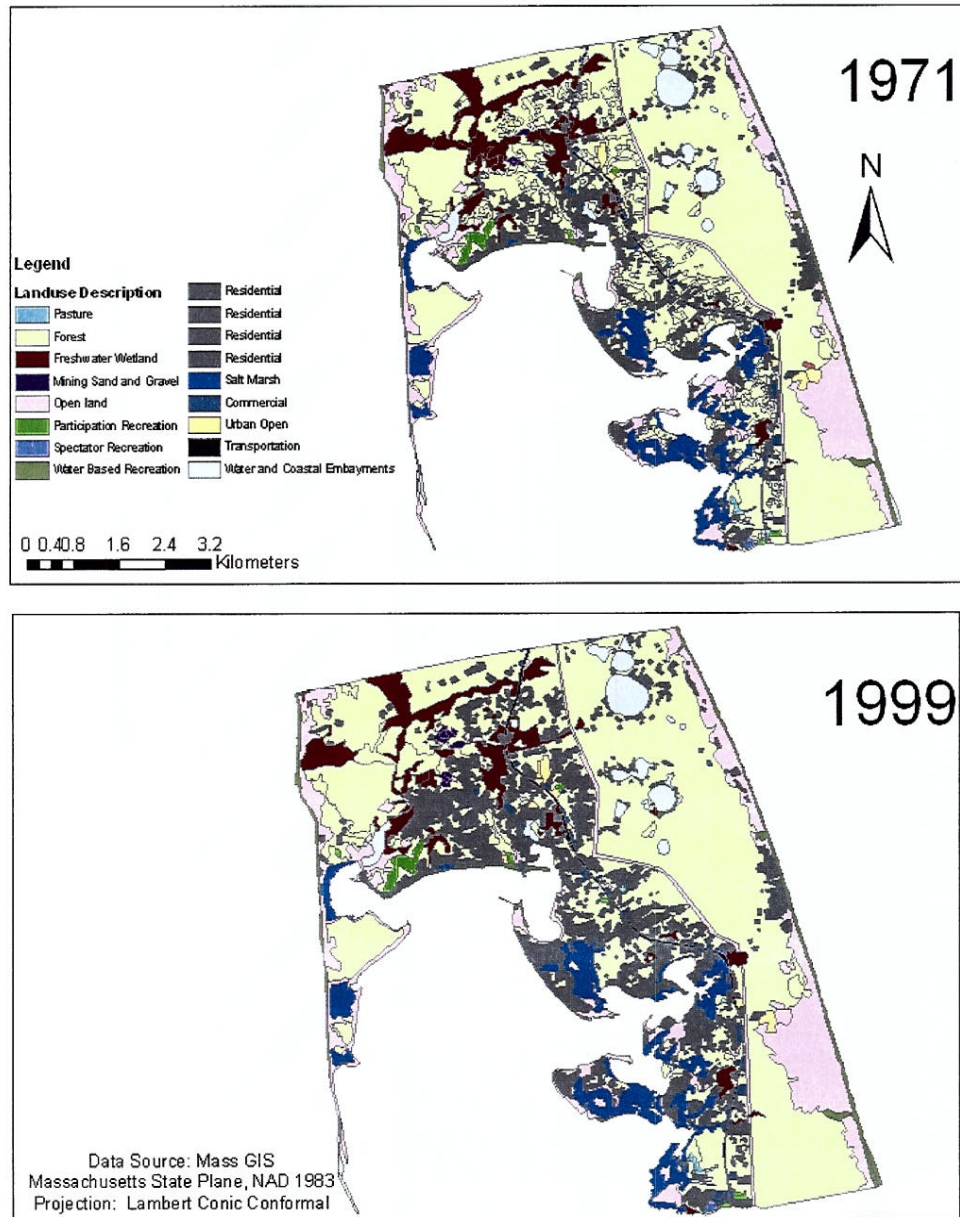 1971
N
Legend
Landuse Description
Pasture
Forest
Freshwater Wetland
Mining Sand and Gravel
Open land
Participation Recreation
Spectator Recreation
Water Based Recreation
Residential
Residential
Residential
Residential
Salt Marsh
Commercial
Urban Open
Transportation
Water and Coastal Embayments
0 0.40.8 1.6 2.4 3.2
Kilometers
1999
Data Source: Mass GIS
Massachusetts State Plane, NAD 1983
Projection: Lambert Conic Conformal